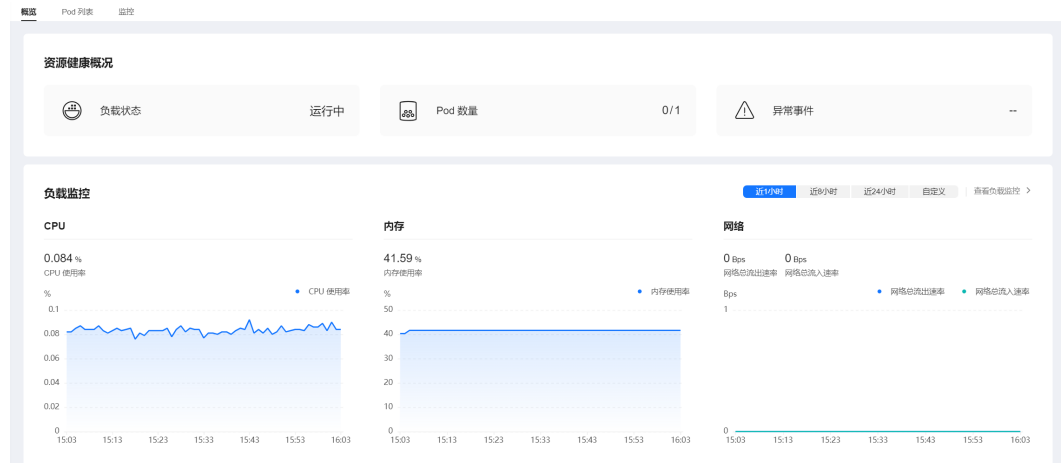 概览 Pod 列表 监控
资源健康概况
负载状态 运行中 Pod 数量 0/1 异常事件 --
负载监控 近1小时 近8小时 近24小时 自定义 查看负载监控 >
CPU 内存 网络
0.084 % 41.59 % 0 Bps 0 Bps
CPU 使用率 内存使用率 网络总流出速率 网络总流入速率
% CPU 使用率 % 内存使用率 Bps 网络总流出速率 网络总流入速率
0.1 50 1
0.08 40
0.06 30
0.04 20
0.02 10
0 0 0
15:03 15:13 15:23 15:33 15:43 15:53 16:03 15:03 15:13 15:23 15:33 15:43 15:53 16:03 15:03 15:13 15:23 15:33 15:43 15:53 16:03